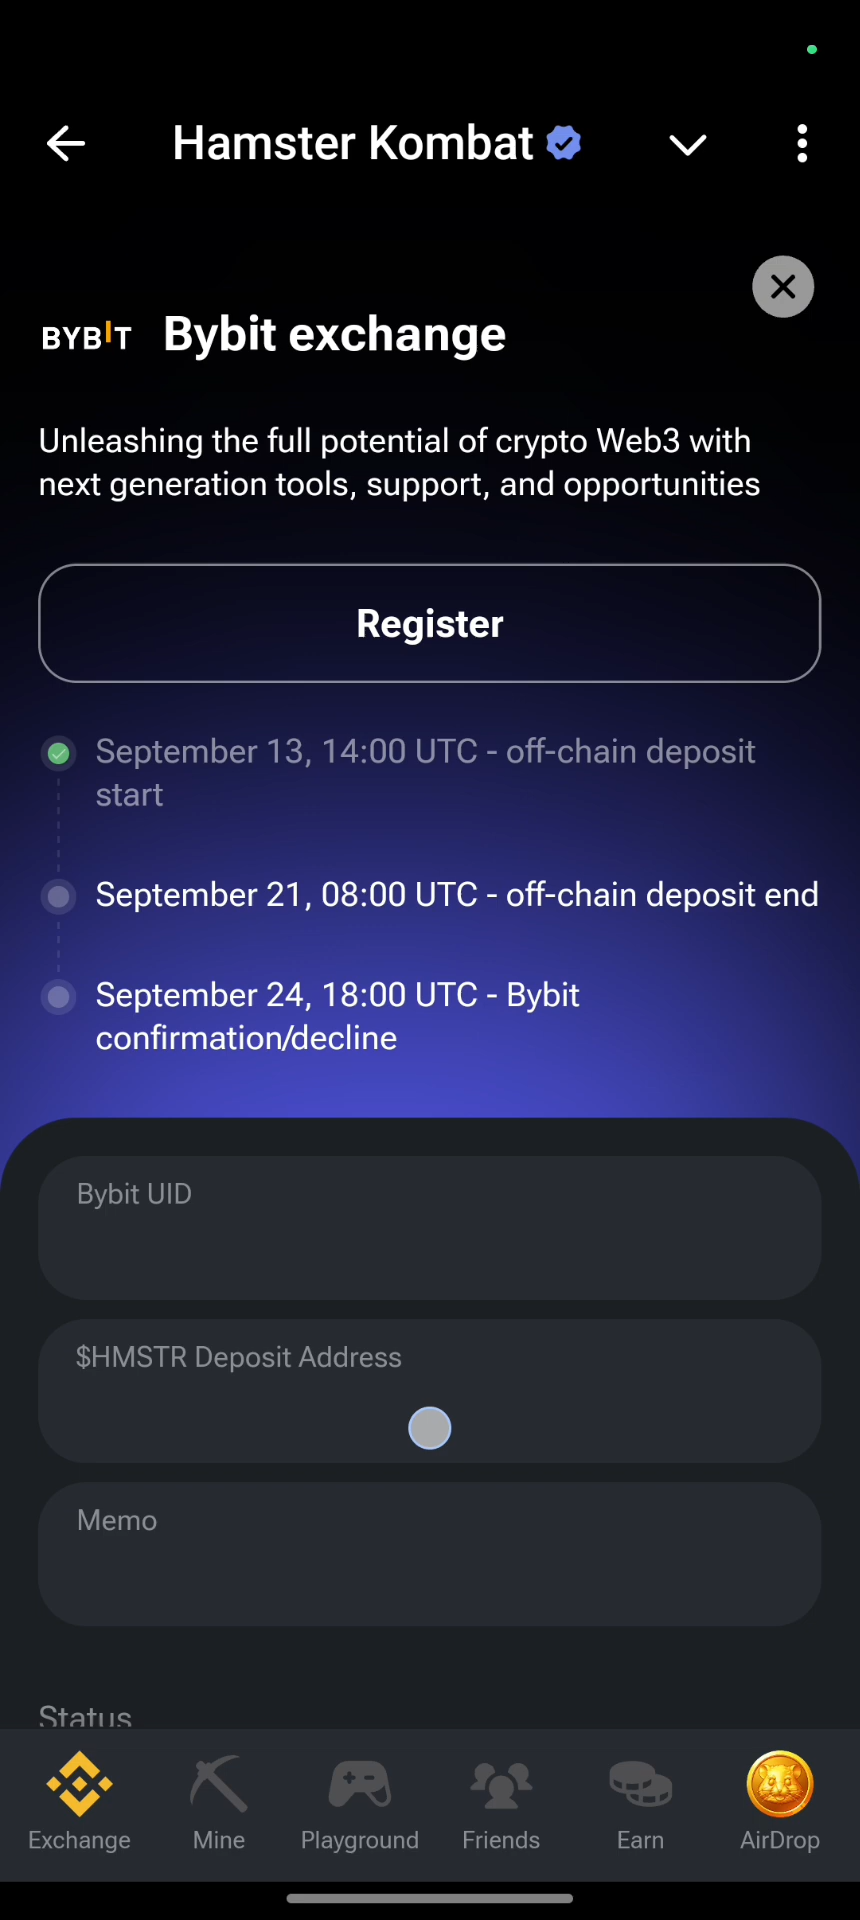 Hamster Kombat
BYBIT Bybit exchange
Unleashing the full potential of crypto Web3 with
next generation tools, support, and opportunities
Register
September 13, 14:00 UTC - off-chain deposit
start
September 21, 08:00 UTC - off-chain deposit end
September 24, 18:00 UTC - Bybit
confirmation/decline
Bybit UID
$HMSTR Deposit Address
Memo
Status
Exchange Mine Playground Friends Earn AirDrop